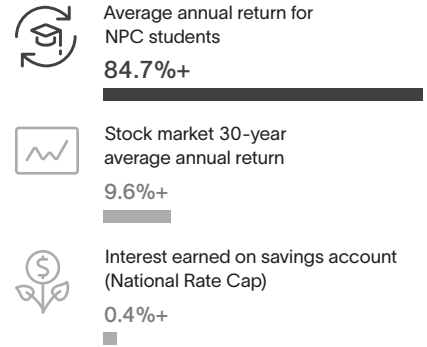 Average annual return for
NPC students
84.7%+
Stock market 30-year
average annual return
9.6%+
Interest earned on savings account
(National Rate Cap)
0.4%+